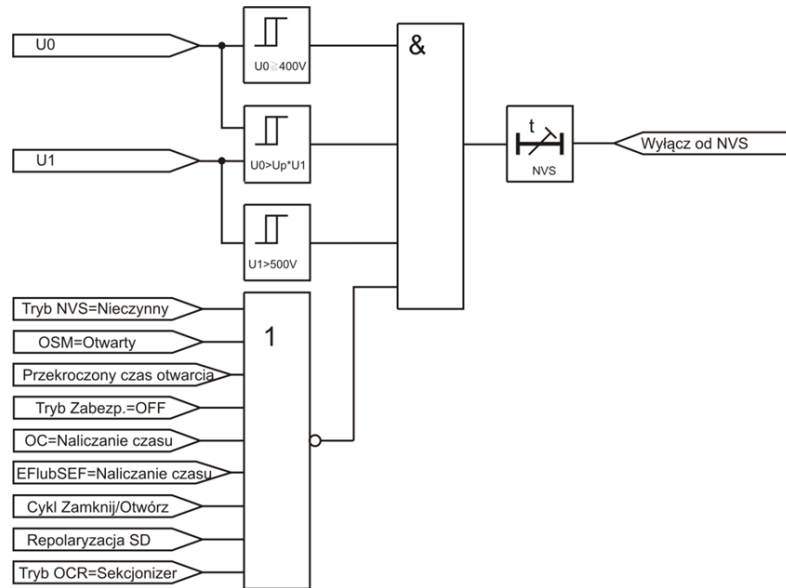 U0
U0≥400V
&
t
NVS
Wyłącz od NVS
U1
U0>Up*U1
U1>500V
Tryb NVS=Nieczynny
1
OSM=Otwarty
Przekroczony czas otwarcia
Tryb Zabezp.=OFF
OC=Naliczanie czasu
EFlubSEF=Naliczanie czasu
Cykl Zamknij/Otwórz
Repolaryzacja SD
Tryb OCR=Sekcjonizer